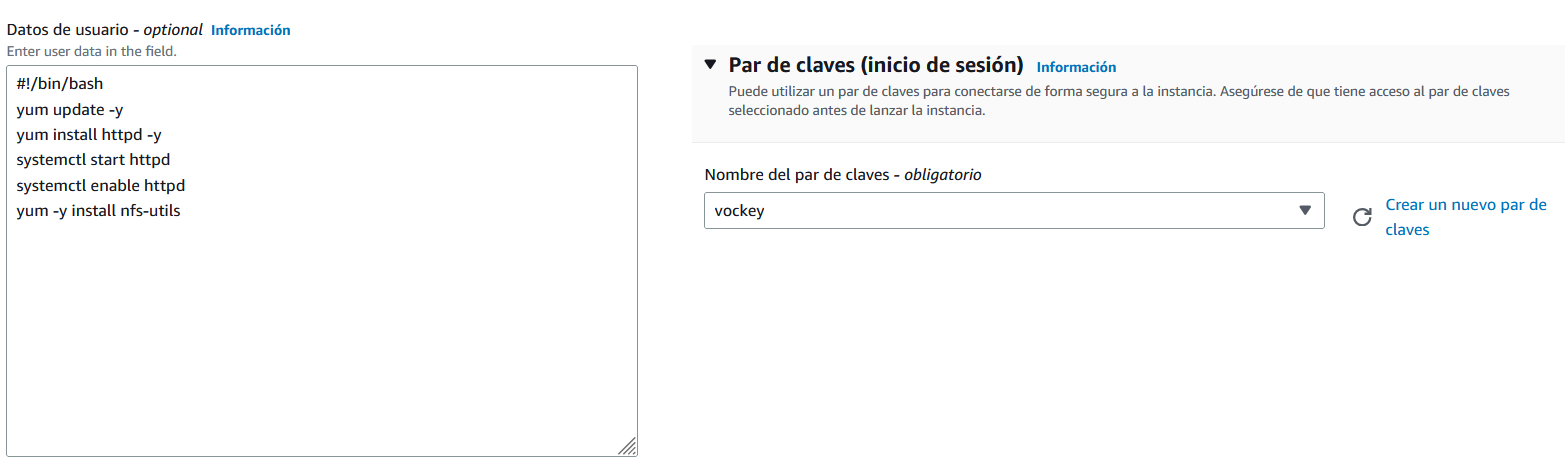 Datos de usuario - optional Información
Enter user data in the field.
#!/bin/bash
yum update -y
yum install httpd -y
systemctl start httpd
systemctl enable httpd
yum -y install nfs-utils
Par de claves (inicio de sesión) Información
Puede utilizar un par de claves para conectarse de forma segura a la instancia. Asegúrese de que tiene acceso al par de claves
seleccionado antes de lanzar la instancia.
Nombre del par de claves - obligatorio
vockey
Crear un nuevo par de
claves